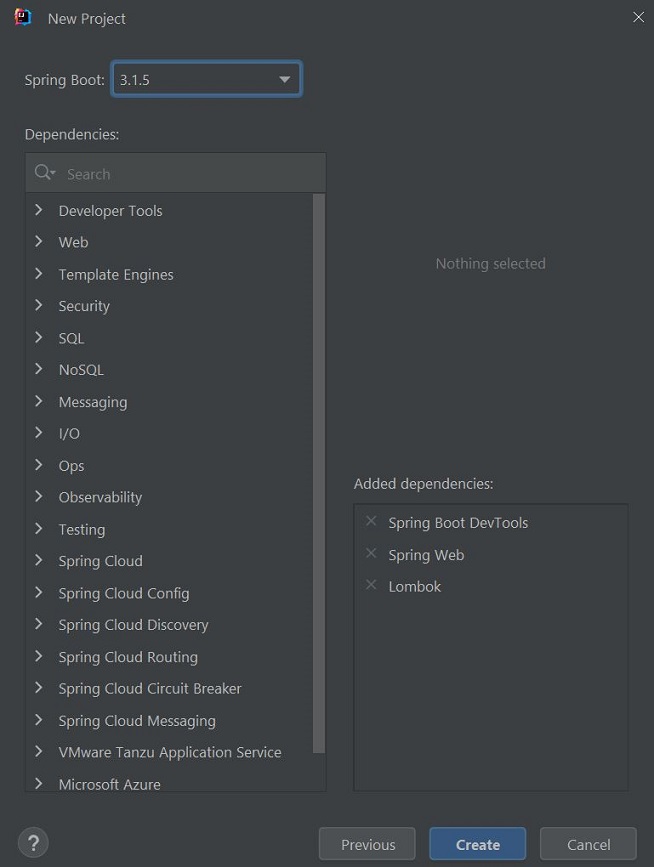 New Project
Spring Boot: 3.1.5
Dependencies:
Search
Developer Tools
Web
Template Engines
Security
SQL
NoSQL
Messaging
I/O
Ops
Observability
Testing
Spring Cloud
Spring Cloud Config
Spring Cloud Discovery
Spring Cloud Routing
Spring Cloud Circuit Breaker
Spring Cloud Messaging
VMware Tanzu Application Service
Microsoft Azure
Nothing selected
Added dependencies:
Spring Boot DevTools
Spring Web
Lombok
? Previous Create Cancel